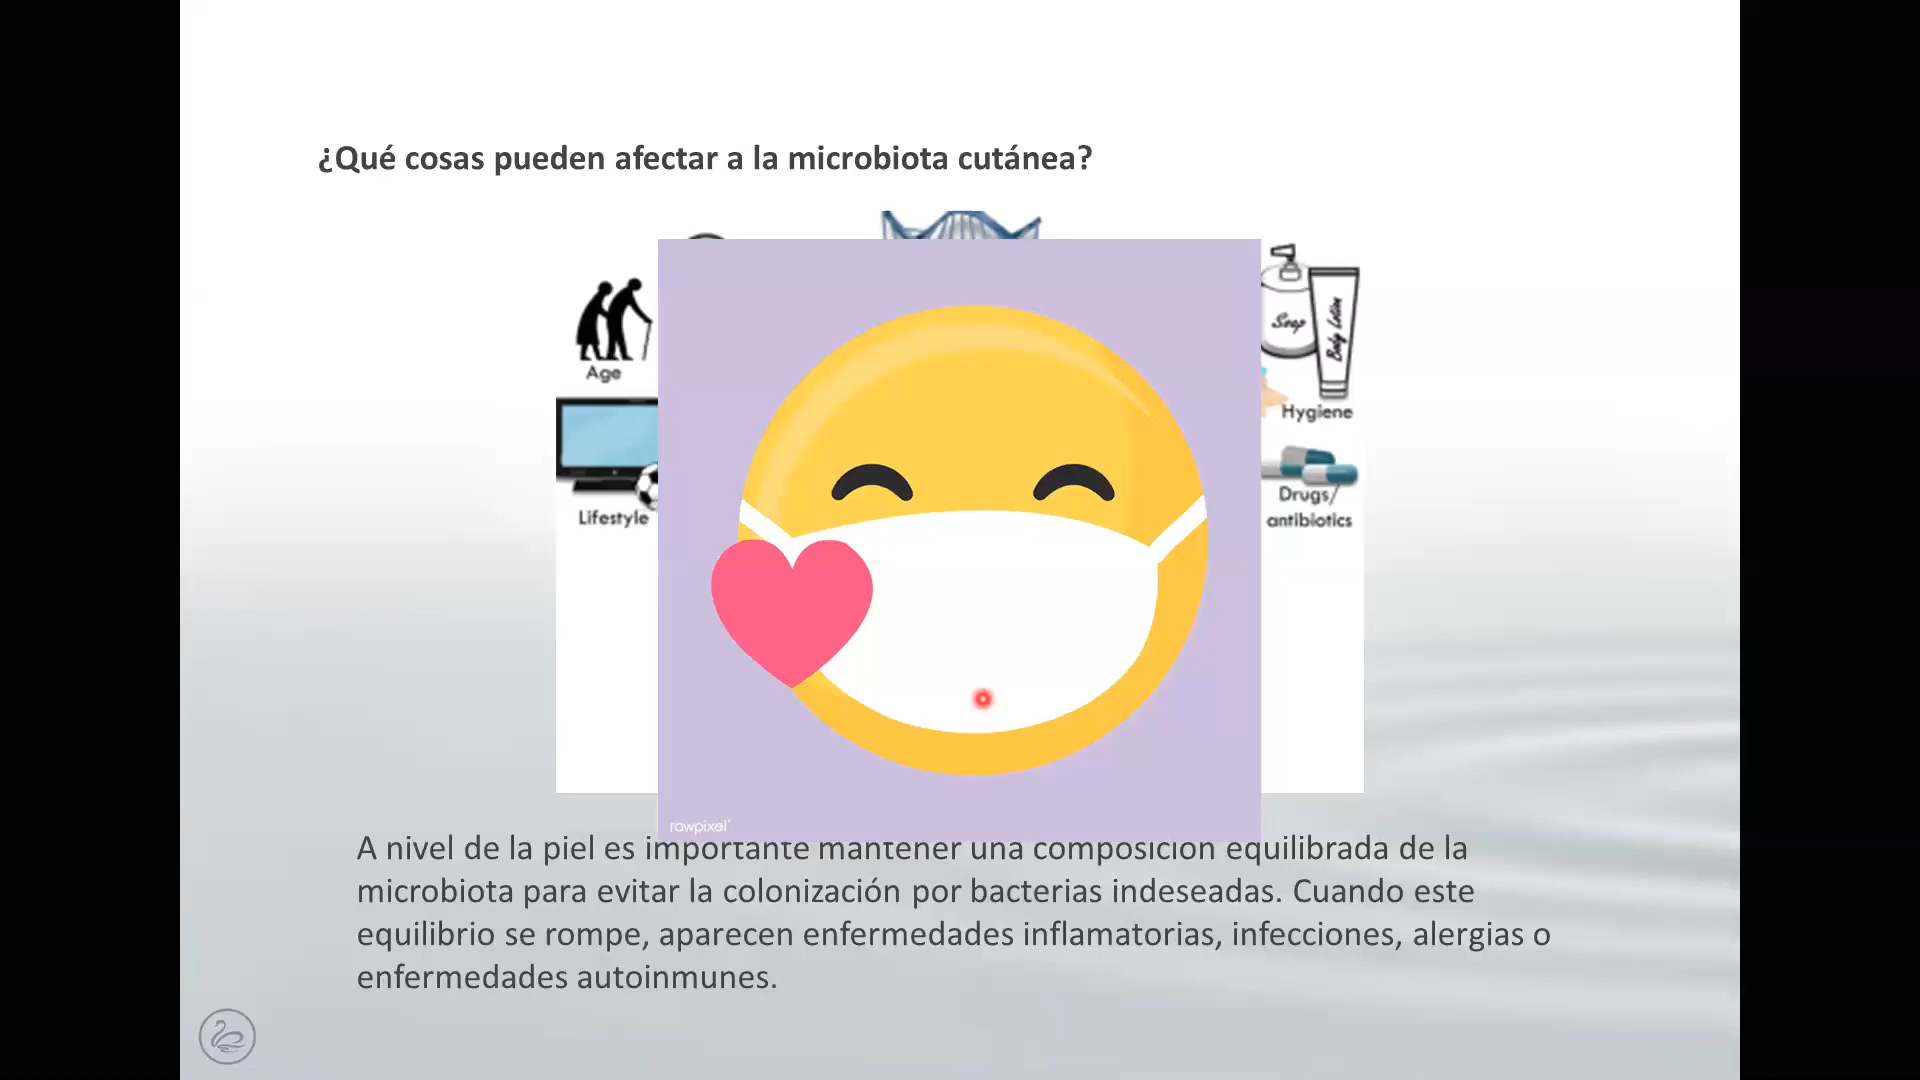 ¿Qué cosas pueden afectar a la microbiota cutánea?
Age
Soap
Body Lotion
Hygiene
Lifestyle
Drugs/
antibiotics
rawpixel
A nivel de la piel es importante mantener una composición equilibrada de la
microbiota para evitar la colonización por bacterias indeseadas. Cuando este
equilibrio se rompe, aparecen enfermedades inflamatorias, infecciones, alergias o
enfermedades autoinmunes.